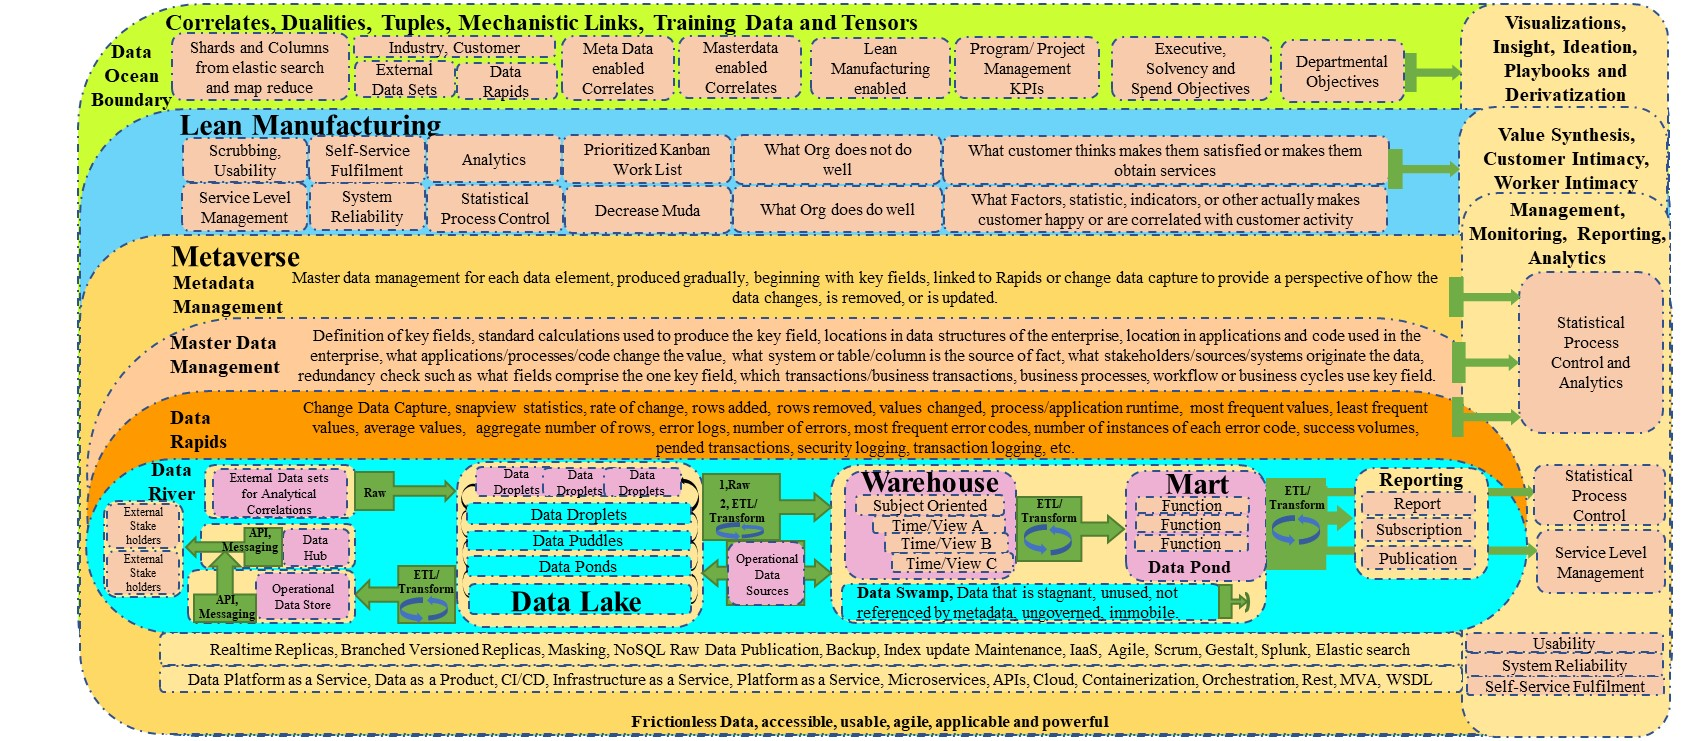 Correlates, Dualities, Tuples, Mechanistic Links, Training Data and Tensors
Data
Ocean
Boundary
Shards and Columns
from elastic search
and map reduce
Industry, Customer
External
Data Sets
Data
Rapids
Meta Data
enabled
Correlates
Masterdata
enabled
Correlates
Lean
Manufacturing
enabled
Program/ Project
Management
KPIs
Executive,
Solvency and
Spend Objectives
Departmental
Objectives
Visualizations,
Insight, Ideation,
Playbooks and
Derivatization
Lean Manufacturing
Scrubbing,
Usability
Self-Service
Fulfilment
Analytics
Prioritized Kanban
Work List
What Org does not do
well
What customer thinks makes them satisfied or makes them
obtain services
Service Level
Management
System
Reliability
Statistical
Process Control
Decrease Muda
What Org does do well
What Factors, statistic, indicators, or other actually makes
customer happy or are correlated with customer activity
Value Synthesis,
Customer Intimacy,
Worker Intimacy
Management,
Monitoring, Reporting,
Analytics
Metaverse
Metadata
Management
Master data management for each data element, produced gradually, beginning with key fields, linked to Rapids or change data capture to provide a perspective of how the
data changes, is removed, or is updated.
Master Data
Management
Definition of key fields, standard calculations used to produce the key field, locations in data structures of the enterprise, location in applications and code used in the
enterprise, what applications/processes/code change the value, what system or table/column is the source of fact, what stakeholders/sources/systems originate the data,
redundancy check such as what fields comprise the one key field, which transactions/business transactions, business processes, workflow or business cycles use key field.
Statistical
Process
Control and
Analytics
Data
Rapids
Change Data Capture, snapview statistics, rate of change, rows added, rows removed, values changed, process/application runtime, most frequent values, least frequent
values, average values, aggregate number of rows, error logs, number of errors, most frequent error codes, number of instances of each error code, success volumes,
pended transactions, security logging, transaction logging, etc.
Data
River
External Data sets
for Analytical
Correlations
Raw
External
Stake
holders
External
Stake
holders
API,
Messaging
Data
Hub
API,
Messaging
Operational
Data Store
ETL/
Transform
Data
Droplets
Data
Droplets
Data
Droplets
Data Droplets
Data Puddles
Data Ponds
Data Lake
1,Raw
2, ETL/
Transform
Operational
Data
Sources
Warehouse
Subject Oriented
Time/View A
Time/View B
Time/View C
ETL/
Transform
Mart
Function
Function
Function
Data Pond
Data Swamp, Data that is stagnant, unused, not
referenced by metadata, ungoverned, immobile.
ETL/
Transform
Reporting
Report
Subscription
Publication
Statistical
Process
Control
Service Level
Management
Realtime Replicas, Branched Versioned Replicas, Masking, NoSQL Raw Data Publication, Backup, Index update Maintenance, IaaS, Agile, Scrum, Gestalt, Splunk, Elastic search
Data Platform as a Service, Data as a Product, CI/CD, Infrastructure as a Service, Platform as a Service, Microservices, APIs, Cloud, Containerization, Orchestration, Rest, MVA, WSDL
Usability
System Reliability
Self-Service Fulfilment
Frictionless Data, accessible, usable, agile, applicable and powerful